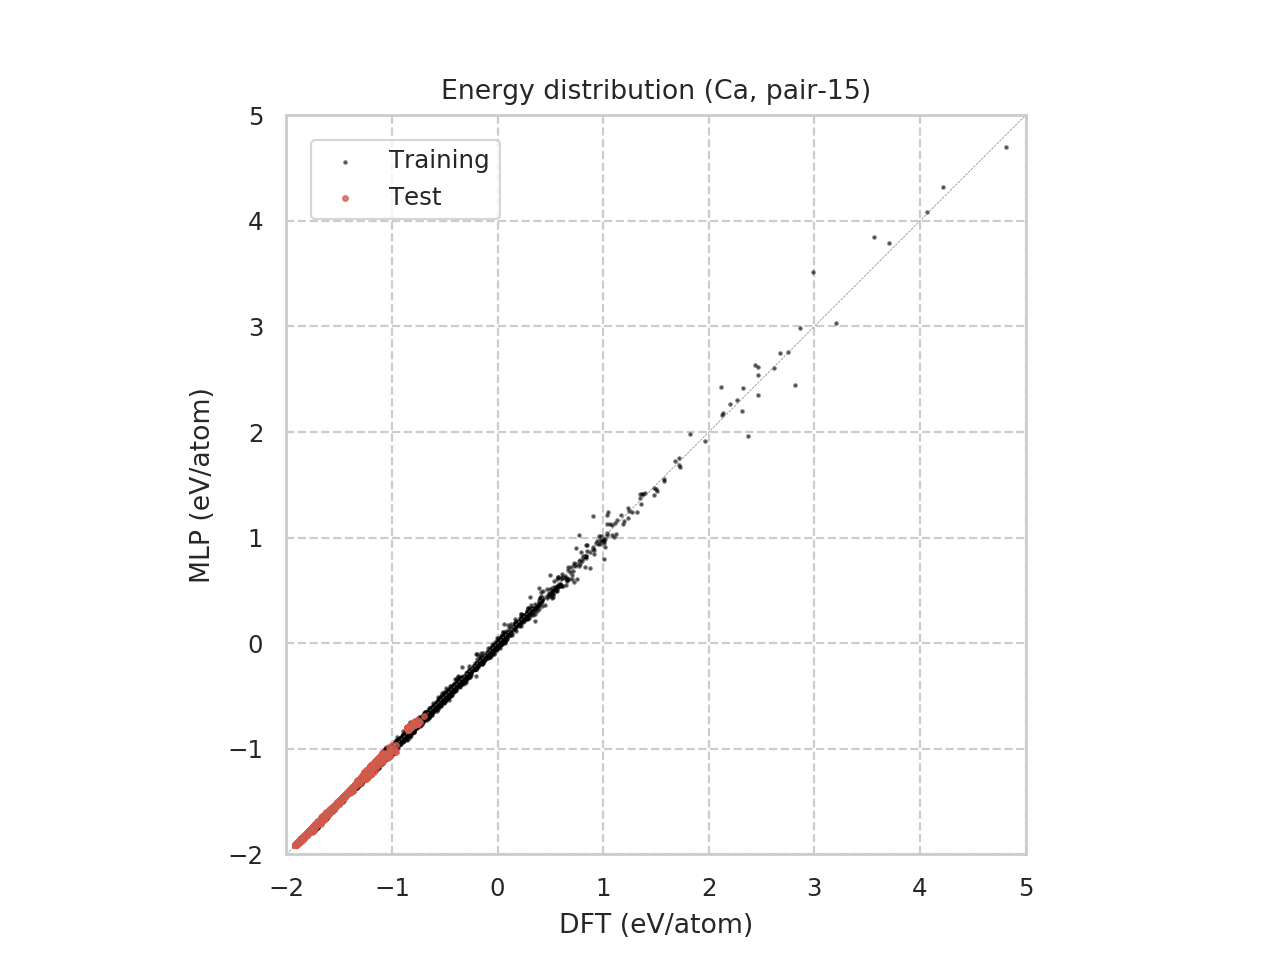 Energy distribution (Ca, pair-15)
Training
Test
5
4
3
2
1
0
−1
−2
MLP (eV/atom)
−2 −1 0 1 2 3 4 5
DFT (eV/atom)